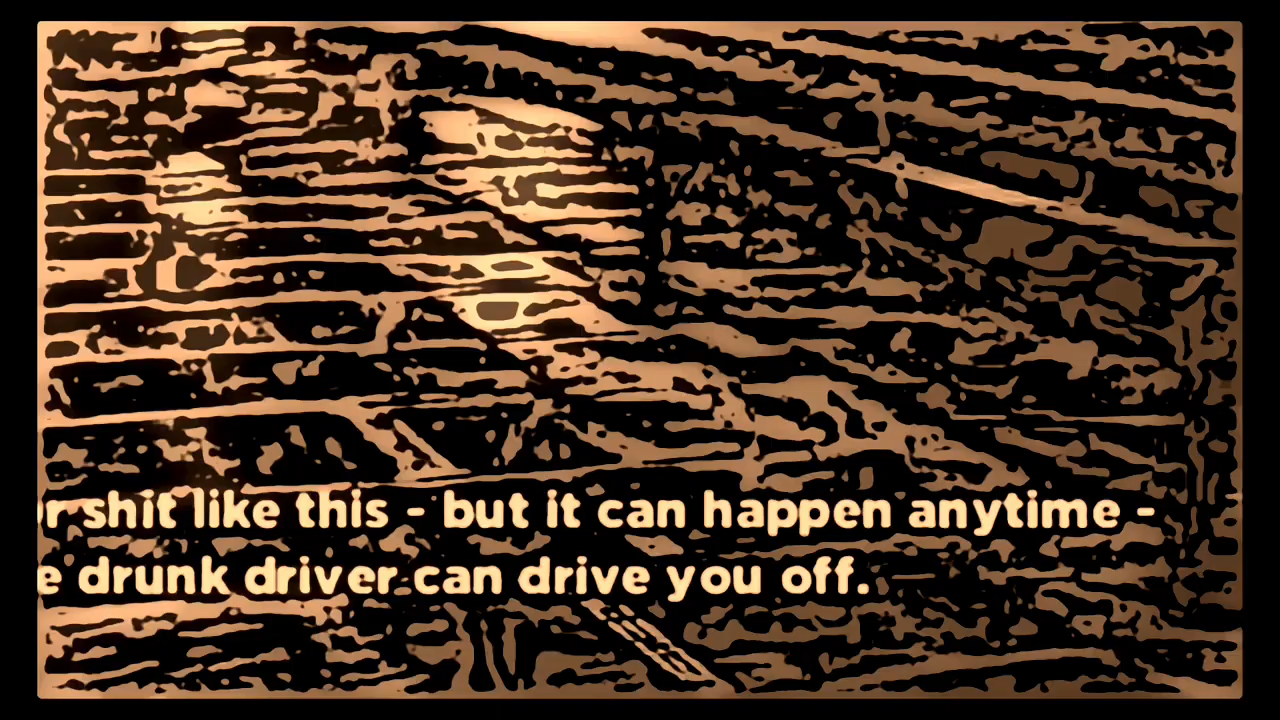 r shit like this - but it can happen anytime -
e drunk driver can drive you off.